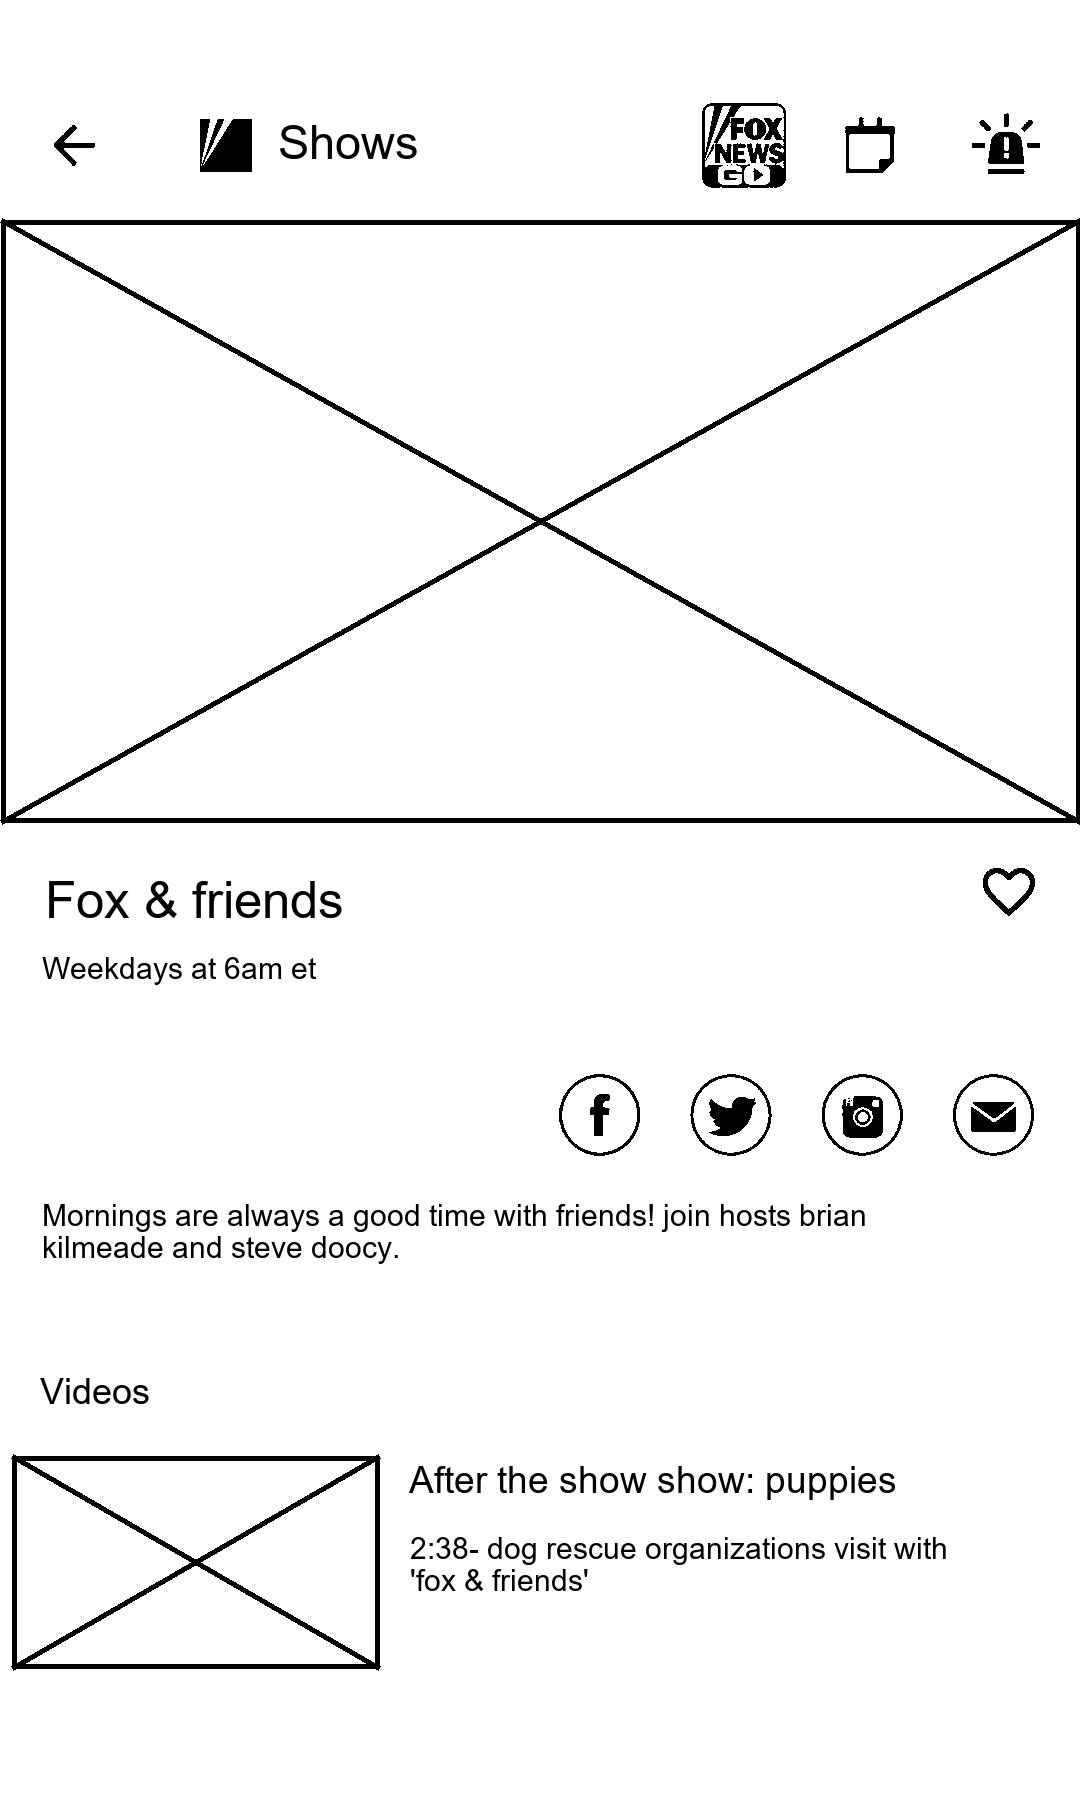 Shows
FOX
NEWS
GO
Fox & friends
Weekdays at 6am et
Mornings are always a good time with friends! join hosts brian
kilmeade and steve doocy.
Videos
After the show show: puppies
2:38- dog rescue organizations visit with
'fox & friends'